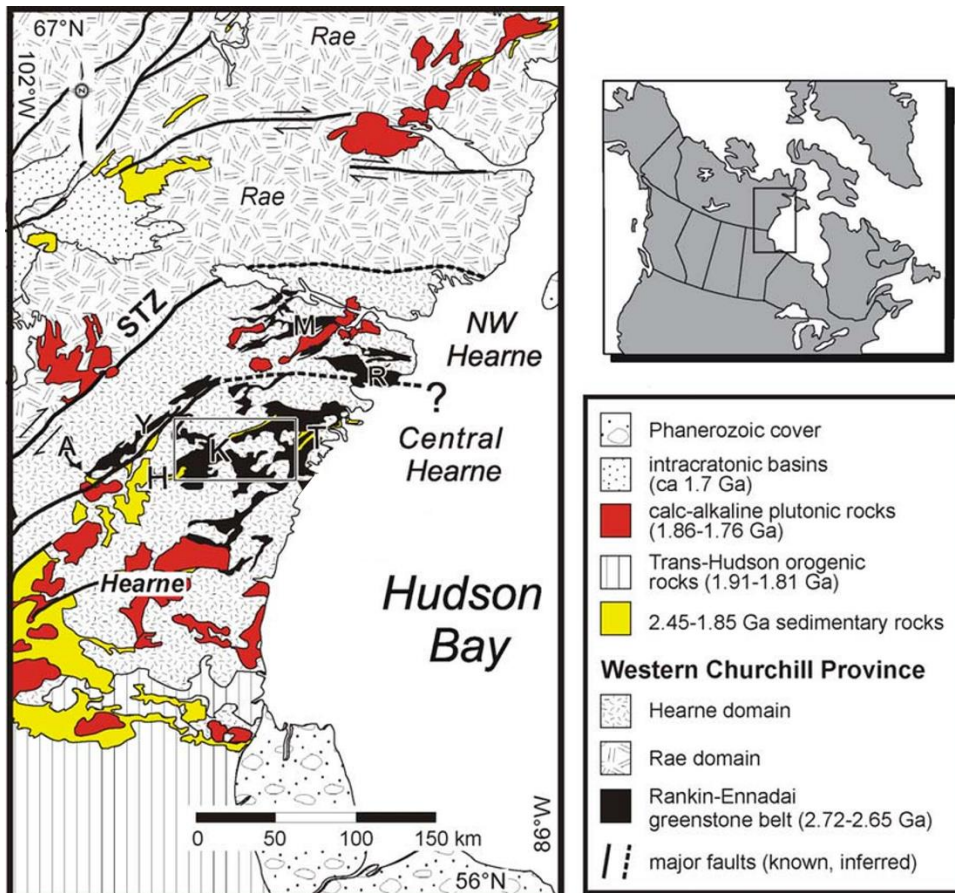 67°N
102°W
N
Rae
Rae
STZ
M
NW
Hearne
R
?
Y
A
K
T
Central
Hearne
H
Hearne
Hudson
Bay
0 50 100 150 km
86°W
56°N
Phanerozoic cover
intracratonic basins
(ca 1.7 Ga)
calc-alkaline plutonic rocks
(1.86-1.76 Ga)
Trans-Hudson orogenic
rocks (1.91-1.81 Ga)
2.45-1.85 Ga sedimentary rocks
Western Churchill Province
Hearne domain
Rae domain
Rankin-Ennadai
greenstone belt (2.72-2.65 Ga)
major faults (known, inferred)